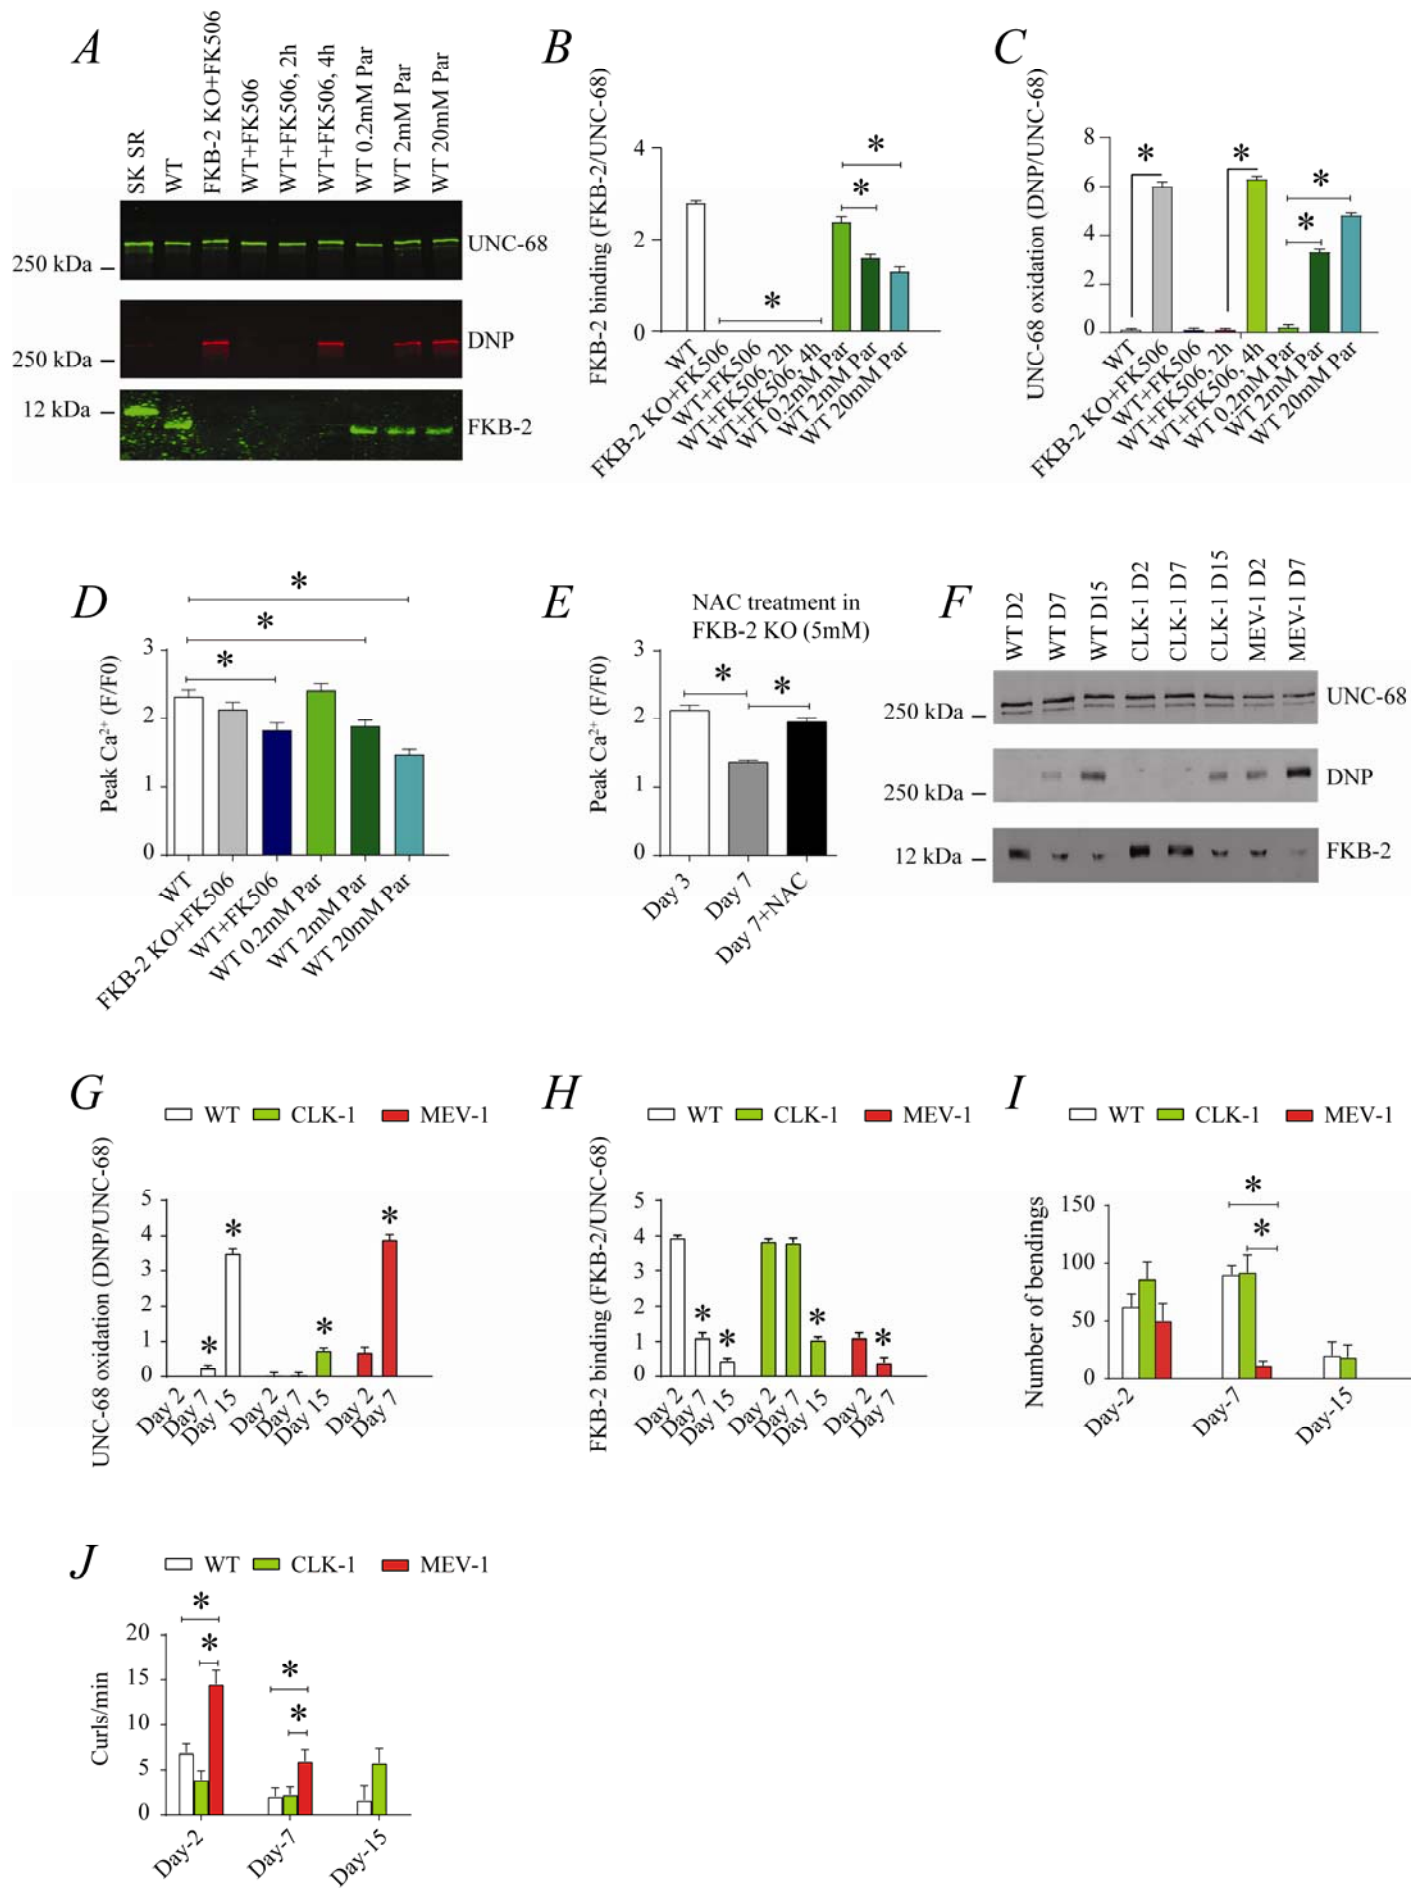 A
SK SR
WT
FKB-2 KO+FK506
WT+FK506
WT+FK506, 2h
WT+FK506, 4h
WT 0.2mM Par
WT 2mM Par
WT 20mM Par
UNC-68
250 kDa
DNP
250 kDa
12 kDa
FKB-2
B
FKB-2 binding (FKB-2/UNC-68)
4
2
0
*
*
*
WT
FKB-2 KO+FK506
WT+FK506
WT+FK506, 2h
WT+FK506, 4h
WT 0.2mM Par
WT 2mM Par
WT 20mM Par
C
UNC-68 oxidation (DNP/UNC-68)
8
6
4
2
0
*
*
*
*
WT
FKB-2 KO+FK506
WT+FK506
WT+FK506, 2h
WT+FK506, 4h
WT 0.2mM Par
WT 2mM Par
WT 20mM Par
D
Peak Ca²⁺ (F/F0)
3
2
1
0
*
*
*
WT
FKB-2 KO+FK506
WT+FK506
WT 0.2mM Par
WT 2mM Par
WT 20mM Par
E
NAC treatment in
FKB-2 KO (5mM)
Peak Ca²⁺ (F/F0)
3
2
1
0
*
*
Day 3
Day 7
Day 7+NAC
F
WT D2
WT D7
WT D15
CLK-1 D2
CLK-1 D7
CLK-1 D15
MEV-1 D2
MEV-1 D7
UNC-68
250 kDa
DNP
250 kDa
12 kDa
FKB-2
G
WT
CLK-1
MEV-1
UNC-68 oxidation (DNP/UNC-68)
5
4
3
2
1
0
*
*
*
*
Day 2
Day 7
Day 15
Day 2
Day 7
Day 15
Day 2
Day 7
H
WT
CLK-1
MEV-1
FKB-2 binding (FKB-2/UNC-68)
5
4
3
2
1
0
*
*
*
*
Day 2
Day 7
Day 15
Day 2
Day 7
Day 15
Day 2
Day 7
I
WT
CLK-1
MEV-1
Number of bendings
150
100
50
0
*
*
Day-2
Day-7
Day-15
J
WT
CLK-1
MEV-1
Curls/min
20
15
10
5
0
*
*
*
*
Day-2
Day-7
Day-15